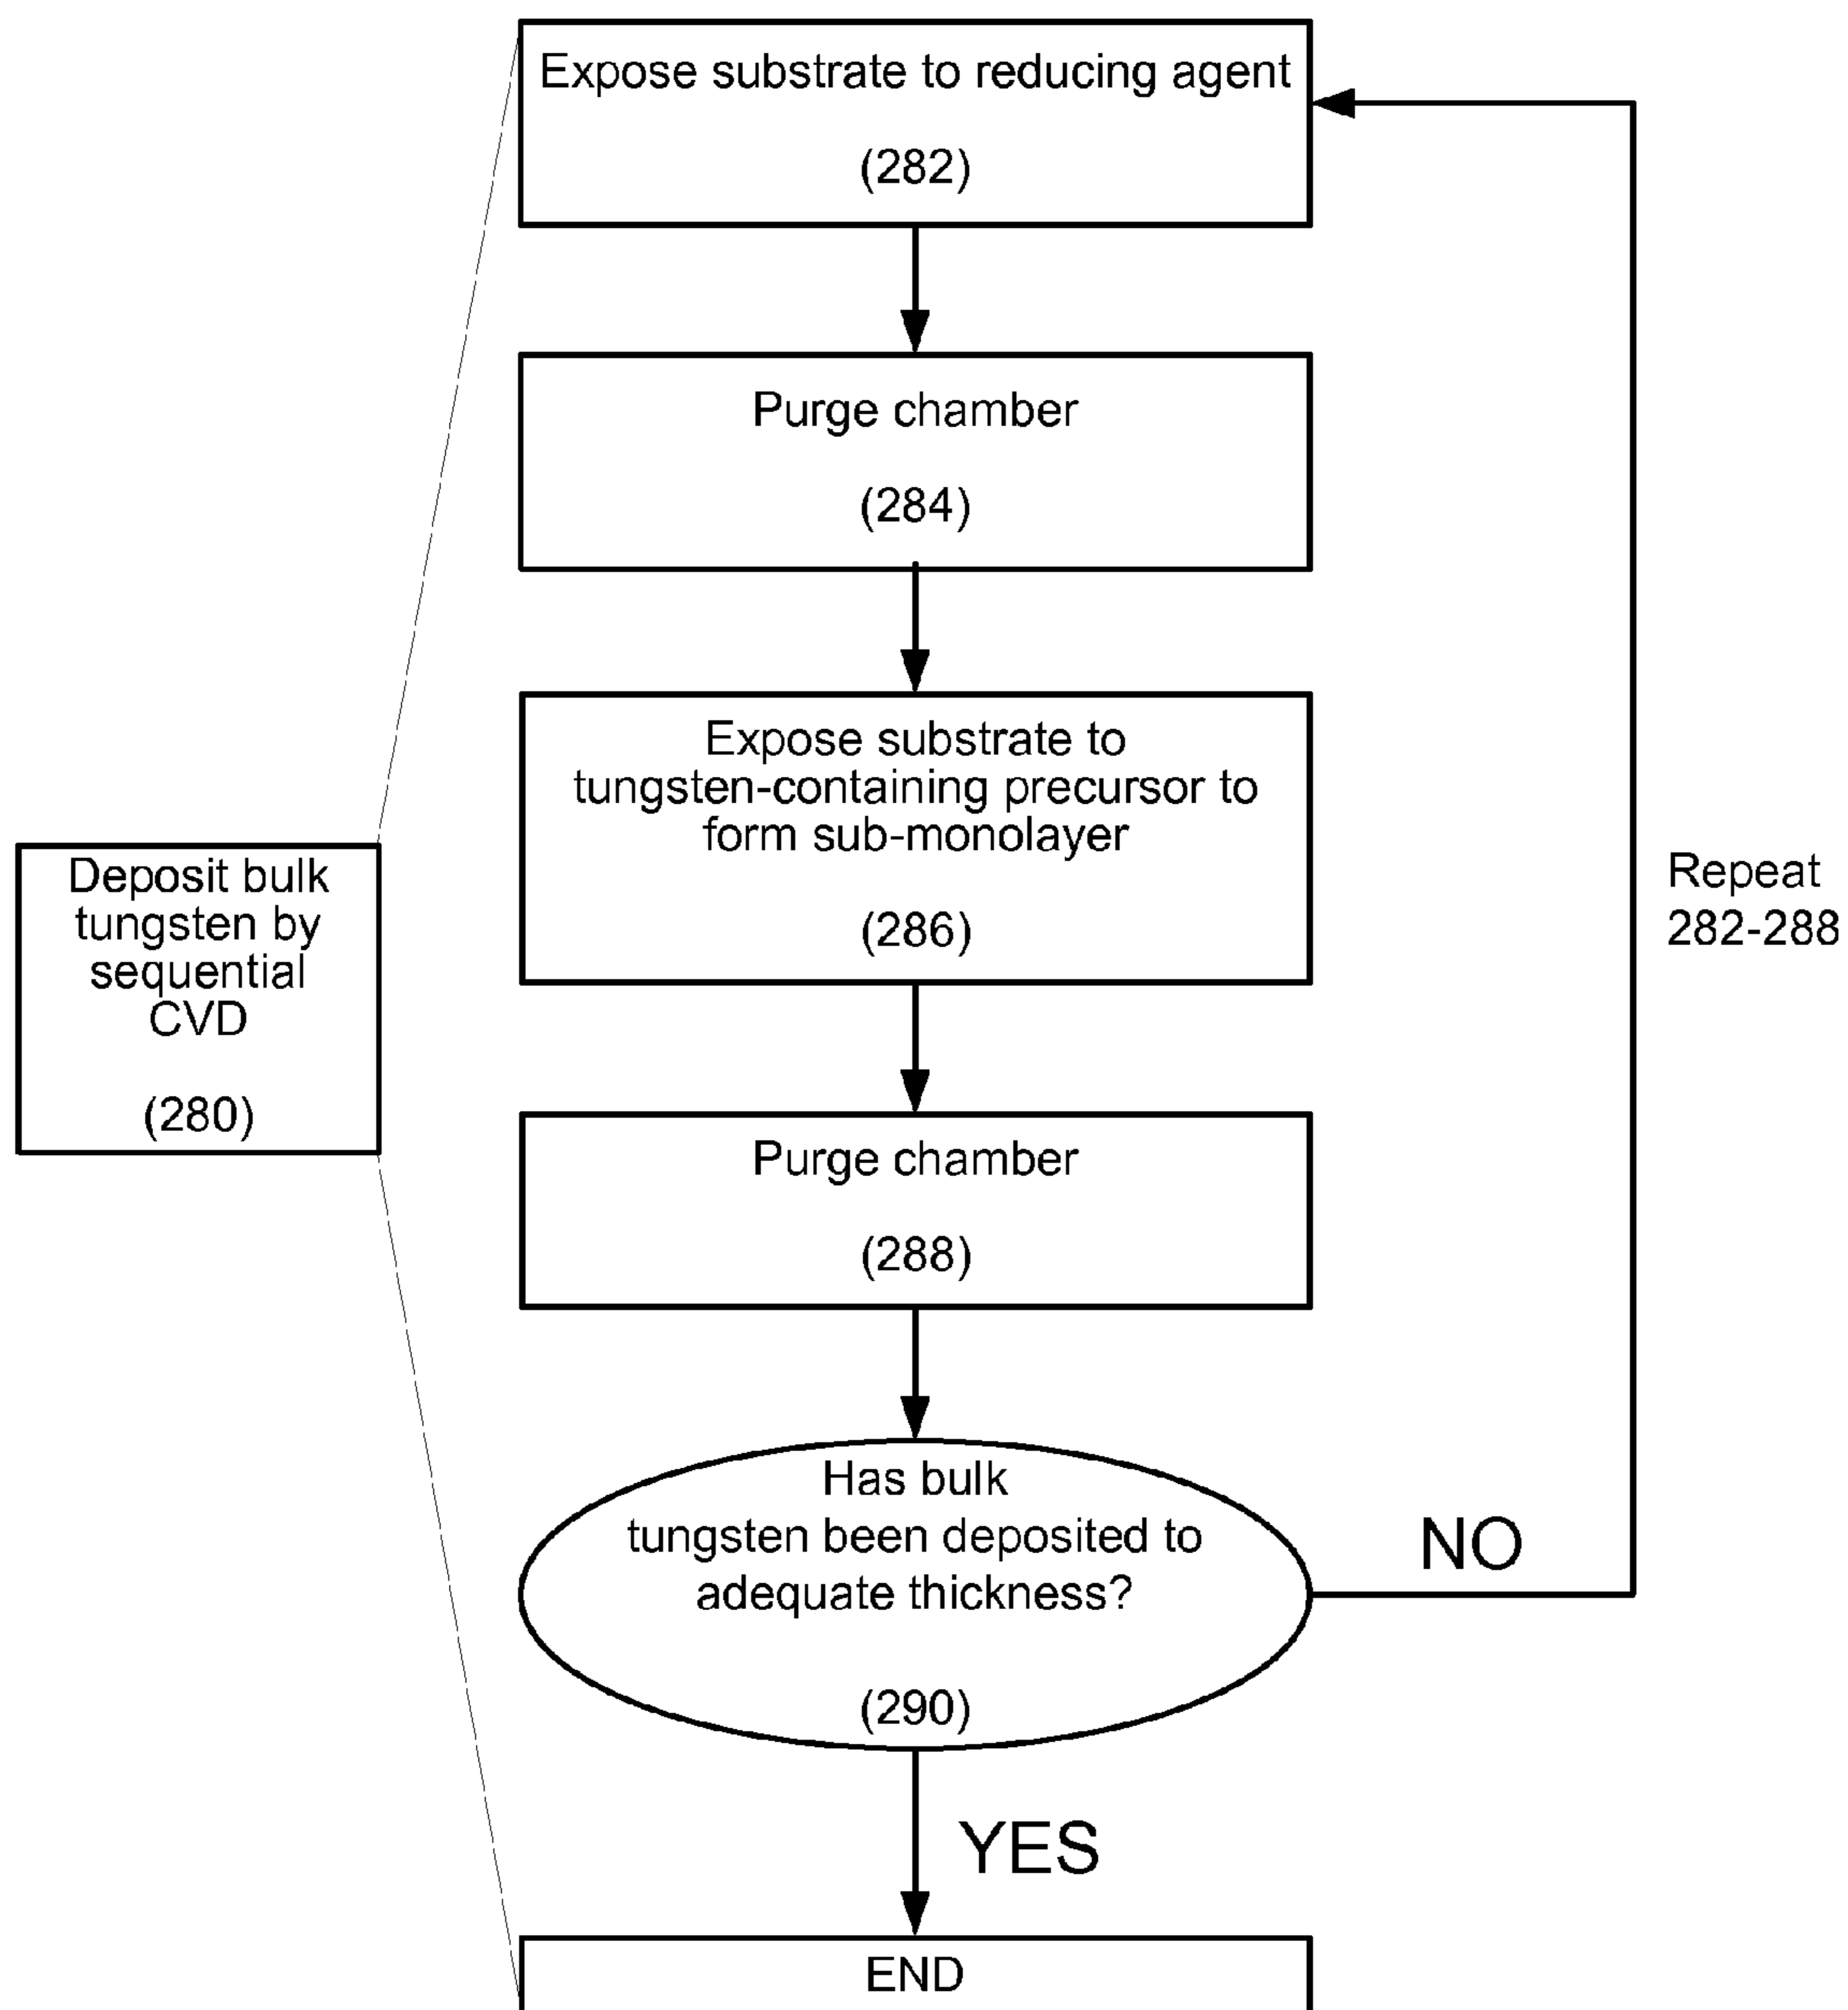 Expose substrate to reducing agent
(282)
Purge chamber
(284)
Expose substrate to
tungsten-containing precursor to
form sub-monolayer
(286)
Deposit bulk
tungsten by
sequential
CVD
(280)
Repeat
282-288
Purge chamber
(288)
Has bulk
tungsten been deposited to
adequate thickness?
(290)
NO
YES
END